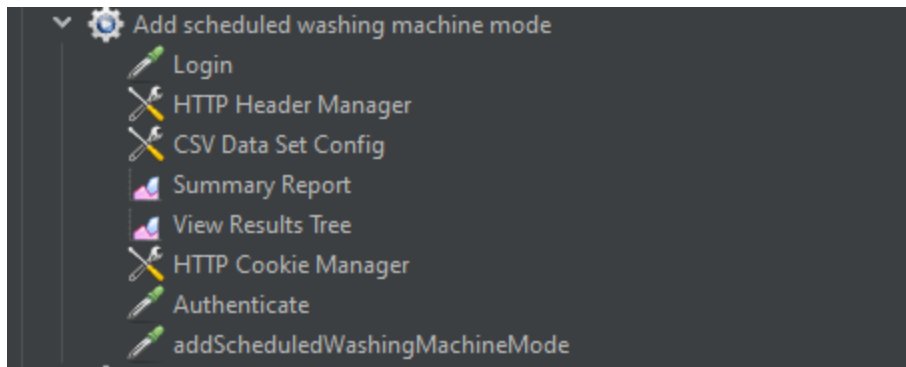 Add scheduled washing machine mode
Login
HTTP Header Manager
CSV Data Set Config
Summary Report
View Results Tree
HTTP Cookie Manager
Authenticate
addScheduledWashingMachineMode